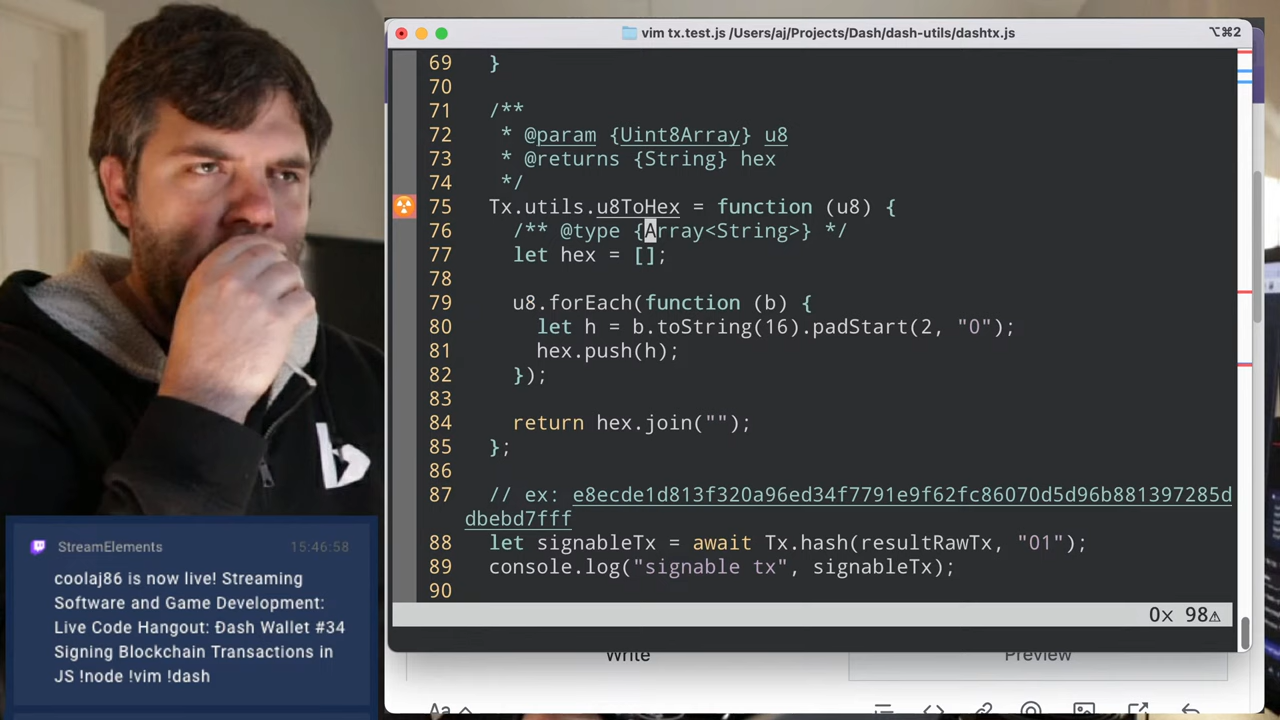 vim tx.test.js /Users/aj/Projects/Dash/dash-utils/dashtx.js
⌥⌘2
69 }
70
71 /**
72 * @param {Uint8Array} u8
73 * @returns {String} hex
74 */
75 Tx.utils.u8ToHex = function (u8) {
76 /** @type {Array<String>} */
77 let hex = [];
78
79 u8.forEach(function (b) {
80 let h = b.toString(16).padStart(2, "0");
81 hex.push(h);
82 });
83
84 return hex.join("");
85 };
86
87 // ex: e8ecde1d813f320a96ed34f7791e9f62fc86070d5d96b881397285d
dbebd7fff
88 let signableTx = await Tx.hash(resultRawTx, "01");
89 console.log("signable tx", signableTx);
90
0× 98⚠
Write
Preview
Aa
StreamElements
15:46:58
coolaj86 is now live! Streaming
Software and Game Development:
Live Code Hangout: Đash Wallet #34
Signing Blockchain Transactions in
JS !node !vim !dash